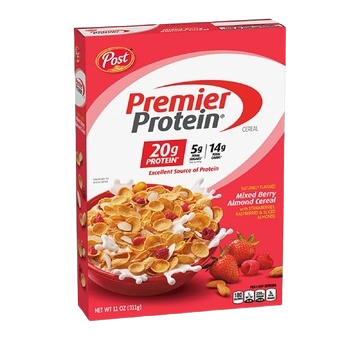 Post
Premier
Protein®
CEREAL
20g
PROTEIN*
5g
14g
Excellent Source of Protein
NATURALLY FLAVORED
Mixed Berry
Almond Cereal
WITH STRAWBERRIES,
RASPBERRIES & SLICED
ALMONDS
180
NET WT 11 OZ (311g)